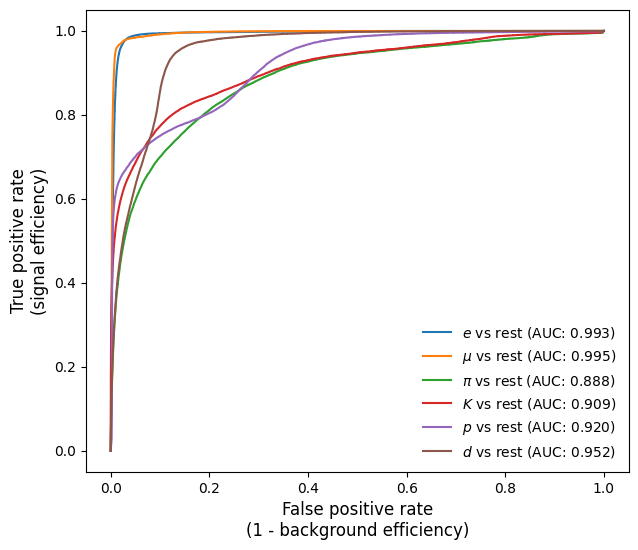 True positive rate
(signal efficiency)
1.0
0.8
0.6
0.4
0.2
0.0
e vs rest (AUC: 0.993)
μ vs rest (AUC: 0.995)
π vs rest (AUC: 0.888)
K vs rest (AUC: 0.909)
p vs rest (AUC: 0.920)
d vs rest (AUC: 0.952)
0.0 0.2 0.4 0.6 0.8 1.0
False positive rate
(1 - background efficiency)